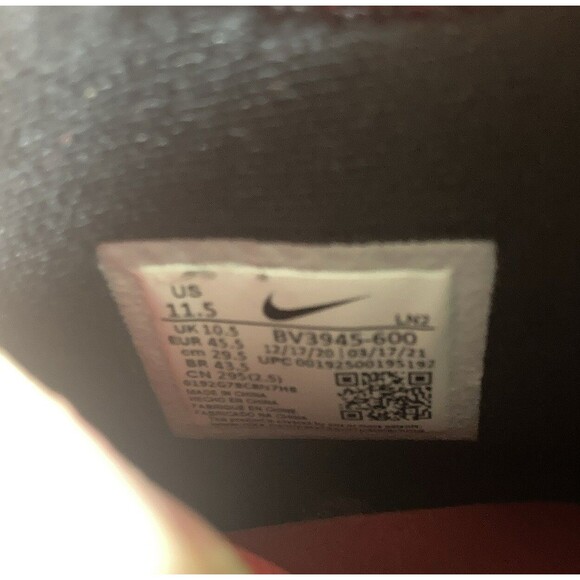 US
11.5
LN2
UK 10.5
BV3945-600
EUR 45.5
12/17/20 | 03/17/21
cm 29.5
UPC 00192500195192
BR 43.5
CN 295(2.5)
MADE IN CHINA
HECHO EN CHINA
FABRIQUE EN CHINE
FABRICADO NA CHINA